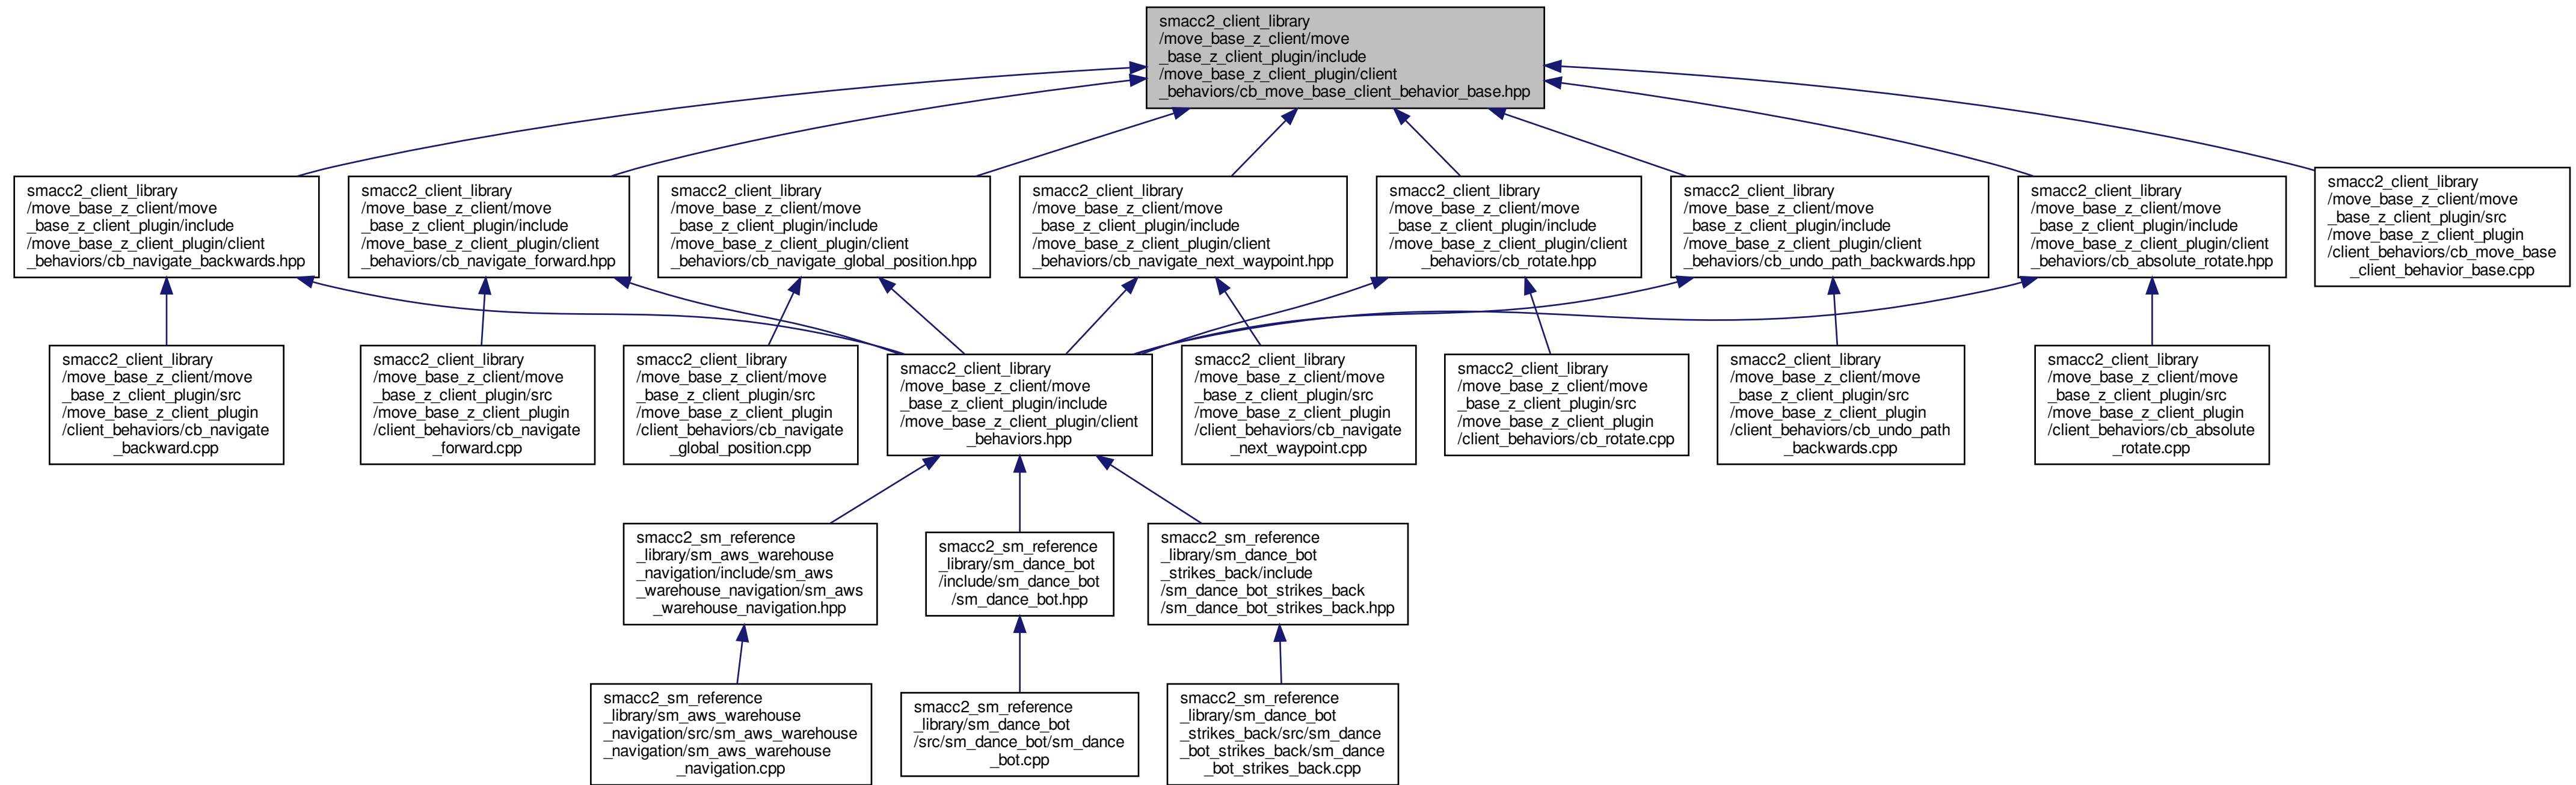 smacc2_client_library
/move_base_z_client/move
_base_z_client_plugin/include
/move_base_z_client_plugin/client
_behaviors/cb_move_base_client_behavior_base.hpp
smacc2_client_library
/move_base_z_client/move
_base_z_client_plugin/include
/move_base_z_client_plugin/client
_behaviors/cb_navigate_backwards.hpp
smacc2_client_library
/move_base_z_client/move
_base_z_client_plugin/include
/move_base_z_client_plugin/client
_behaviors/cb_navigate_forward.hpp
smacc2_client_library
/move_base_z_client/move
_base_z_client_plugin/include
/move_base_z_client_plugin/client
_behaviors/cb_navigate_global_position.hpp
smacc2_client_library
/move_base_z_client/move
_base_z_client_plugin/include
/move_base_z_client_plugin/client
_behaviors/cb_navigate_next_waypoint.hpp
smacc2_client_library
/move_base_z_client/move
_base_z_client_plugin/include
/move_base_z_client_plugin/client
_behaviors/cb_rotate.hpp
smacc2_client_library
/move_base_z_client/move
_base_z_client_plugin/include
/move_base_z_client_plugin/client
_behaviors/cb_undo_path_backwards.hpp
smacc2_client_library
/move_base_z_client/move
_base_z_client_plugin/include
/move_base_z_client_plugin/client
_behaviors/cb_absolute_rotate.hpp
smacc2_client_library
/move_base_z_client/move
_base_z_client_plugin/src
/move_base_z_client_plugin
/client_behaviors/cb_move_base
_client_behavior_base.cpp
smacc2_client_library
/move_base_z_client/move
_base_z_client_plugin/src
/move_base_z_client_plugin
/client_behaviors/cb_navigate
_backward.cpp
smacc2_client_library
/move_base_z_client/move
_base_z_client_plugin/src
/move_base_z_client_plugin
/client_behaviors/cb_navigate
_forward.cpp
smacc2_client_library
/move_base_z_client/move
_base_z_client_plugin/src
/move_base_z_client_plugin
/client_behaviors/cb_navigate
_global_position.cpp
smacc2_client_library
/move_base_z_client/move
_base_z_client_plugin/include
/move_base_z_client_plugin/client
_behaviors.hpp
smacc2_client_library
/move_base_z_client/move
_base_z_client_plugin/src
/move_base_z_client_plugin
/client_behaviors/cb_navigate
_next_waypoint.cpp
smacc2_client_library
/move_base_z_client/move
_base_z_client_plugin/src
/move_base_z_client_plugin
/client_behaviors/cb_rotate.cpp
smacc2_client_library
/move_base_z_client/move
_base_z_client_plugin/src
/move_base_z_client_plugin
/client_behaviors/cb_undo_path
_backwards.cpp
smacc2_client_library
/move_base_z_client/move
_base_z_client_plugin/src
/move_base_z_client_plugin
/client_behaviors/cb_absolute
_rotate.cpp
smacc2_sm_reference
_library/sm_aws_warehouse
_navigation/include/sm_aws
_warehouse_navigation/sm_aws
_warehouse_navigation.hpp
smacc2_sm_reference
_library/sm_dance_bot
/include/sm_dance_bot
/sm_dance_bot.hpp
smacc2_sm_reference
_library/sm_dance_bot
_strikes_back/include
/sm_dance_bot_strikes_back
/sm_dance_bot_strikes_back.hpp
smacc2_sm_reference
_library/sm_aws_warehouse
_navigation/src/sm_aws_warehouse
_navigation/sm_aws_warehouse
_navigation.cpp
smacc2_sm_reference
_library/sm_dance_bot
/src/sm_dance_bot/sm_dance
_bot.cpp
smacc2_sm_reference
_library/sm_dance_bot
_strikes_back/src/sm_dance
_bot_strikes_back/sm_dance
_bot_strikes_back.cpp